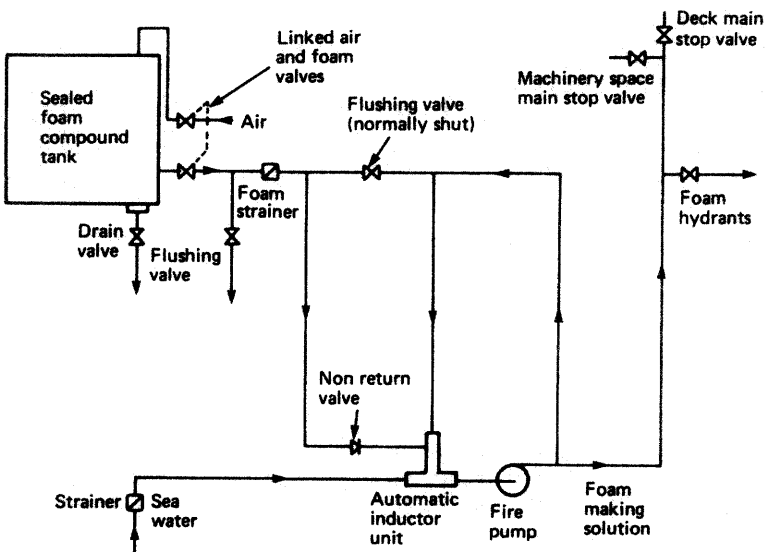 Deck main
stop valve
Linked air
and foam
valves
Machinery space
main stop valve
Sealed
foam
compound
tank
Flushing valve
(normally shut)
Air
Foam
strainer
Foam
hydrants
Drain
valve
Flushing
valve
Non return
valve
Strainer
Sea
water
Automatic
inductor
unit
Fire
pump
Foam
making
solution